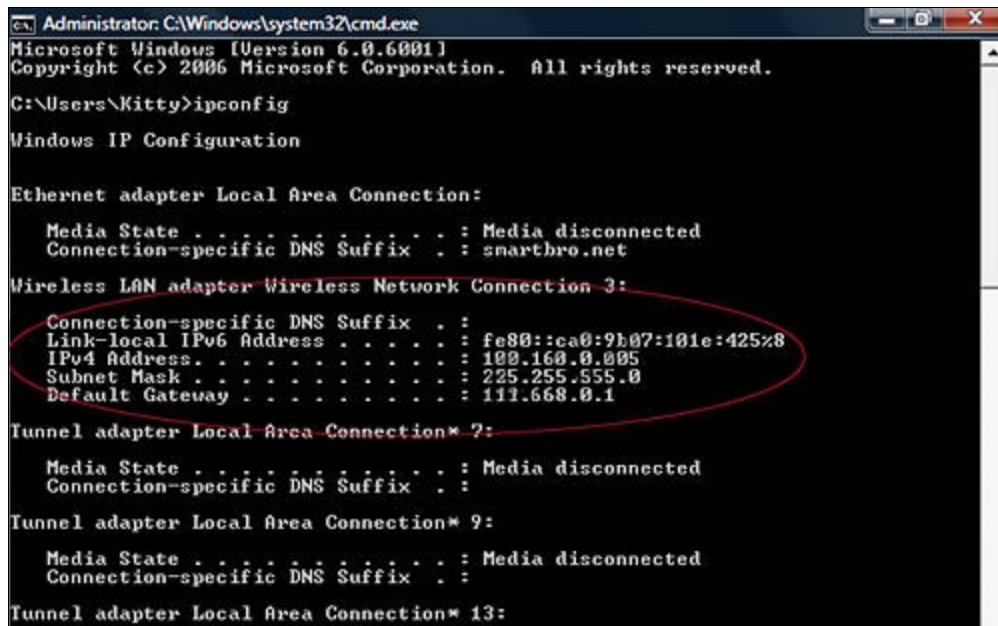 Administrator: C:\Windows\system32\cmd.exe
Microsoft Windows [Version 6.0.6001]
Copyright (c) 2006 Microsoft Corporation.  All rights reserved.
C:\Users\Kitty>ipconfig
Windows IP Configuration
Ethernet adapter Local Area Connection:
Media State . . . . . . . . . . . : Media disconnected
Connection-specific DNS Suffix  . : smartbro.net
Wireless LAN adapter Wireless Network Connection 3:
Connection-specific DNS Suffix  . :
Link-local IPv6 Address . . . . . : fe80::ca0:9b07:101e:425%8
IPv4 Address. . . . . . . . . . . : 100.160.0.005
Subnet Mask . . . . . . . . . . . : 225.255.555.0
Default Gateway . . . . . . . . . : 111.668.0.1
Tunnel adapter Local Area Connection* 7:
Media State . . . . . . . . . . . : Media disconnected
Connection-specific DNS Suffix  . :
Tunnel adapter Local Area Connection* 9:
Media State . . . . . . . . . . . : Media disconnected
Connection-specific DNS Suffix  . :
Tunnel adapter Local Area Connection* 13: